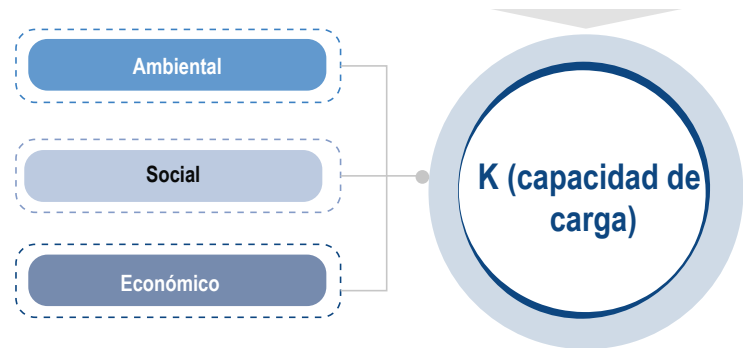 Ambiental
Social
Económico
K (capacidad de
carga)